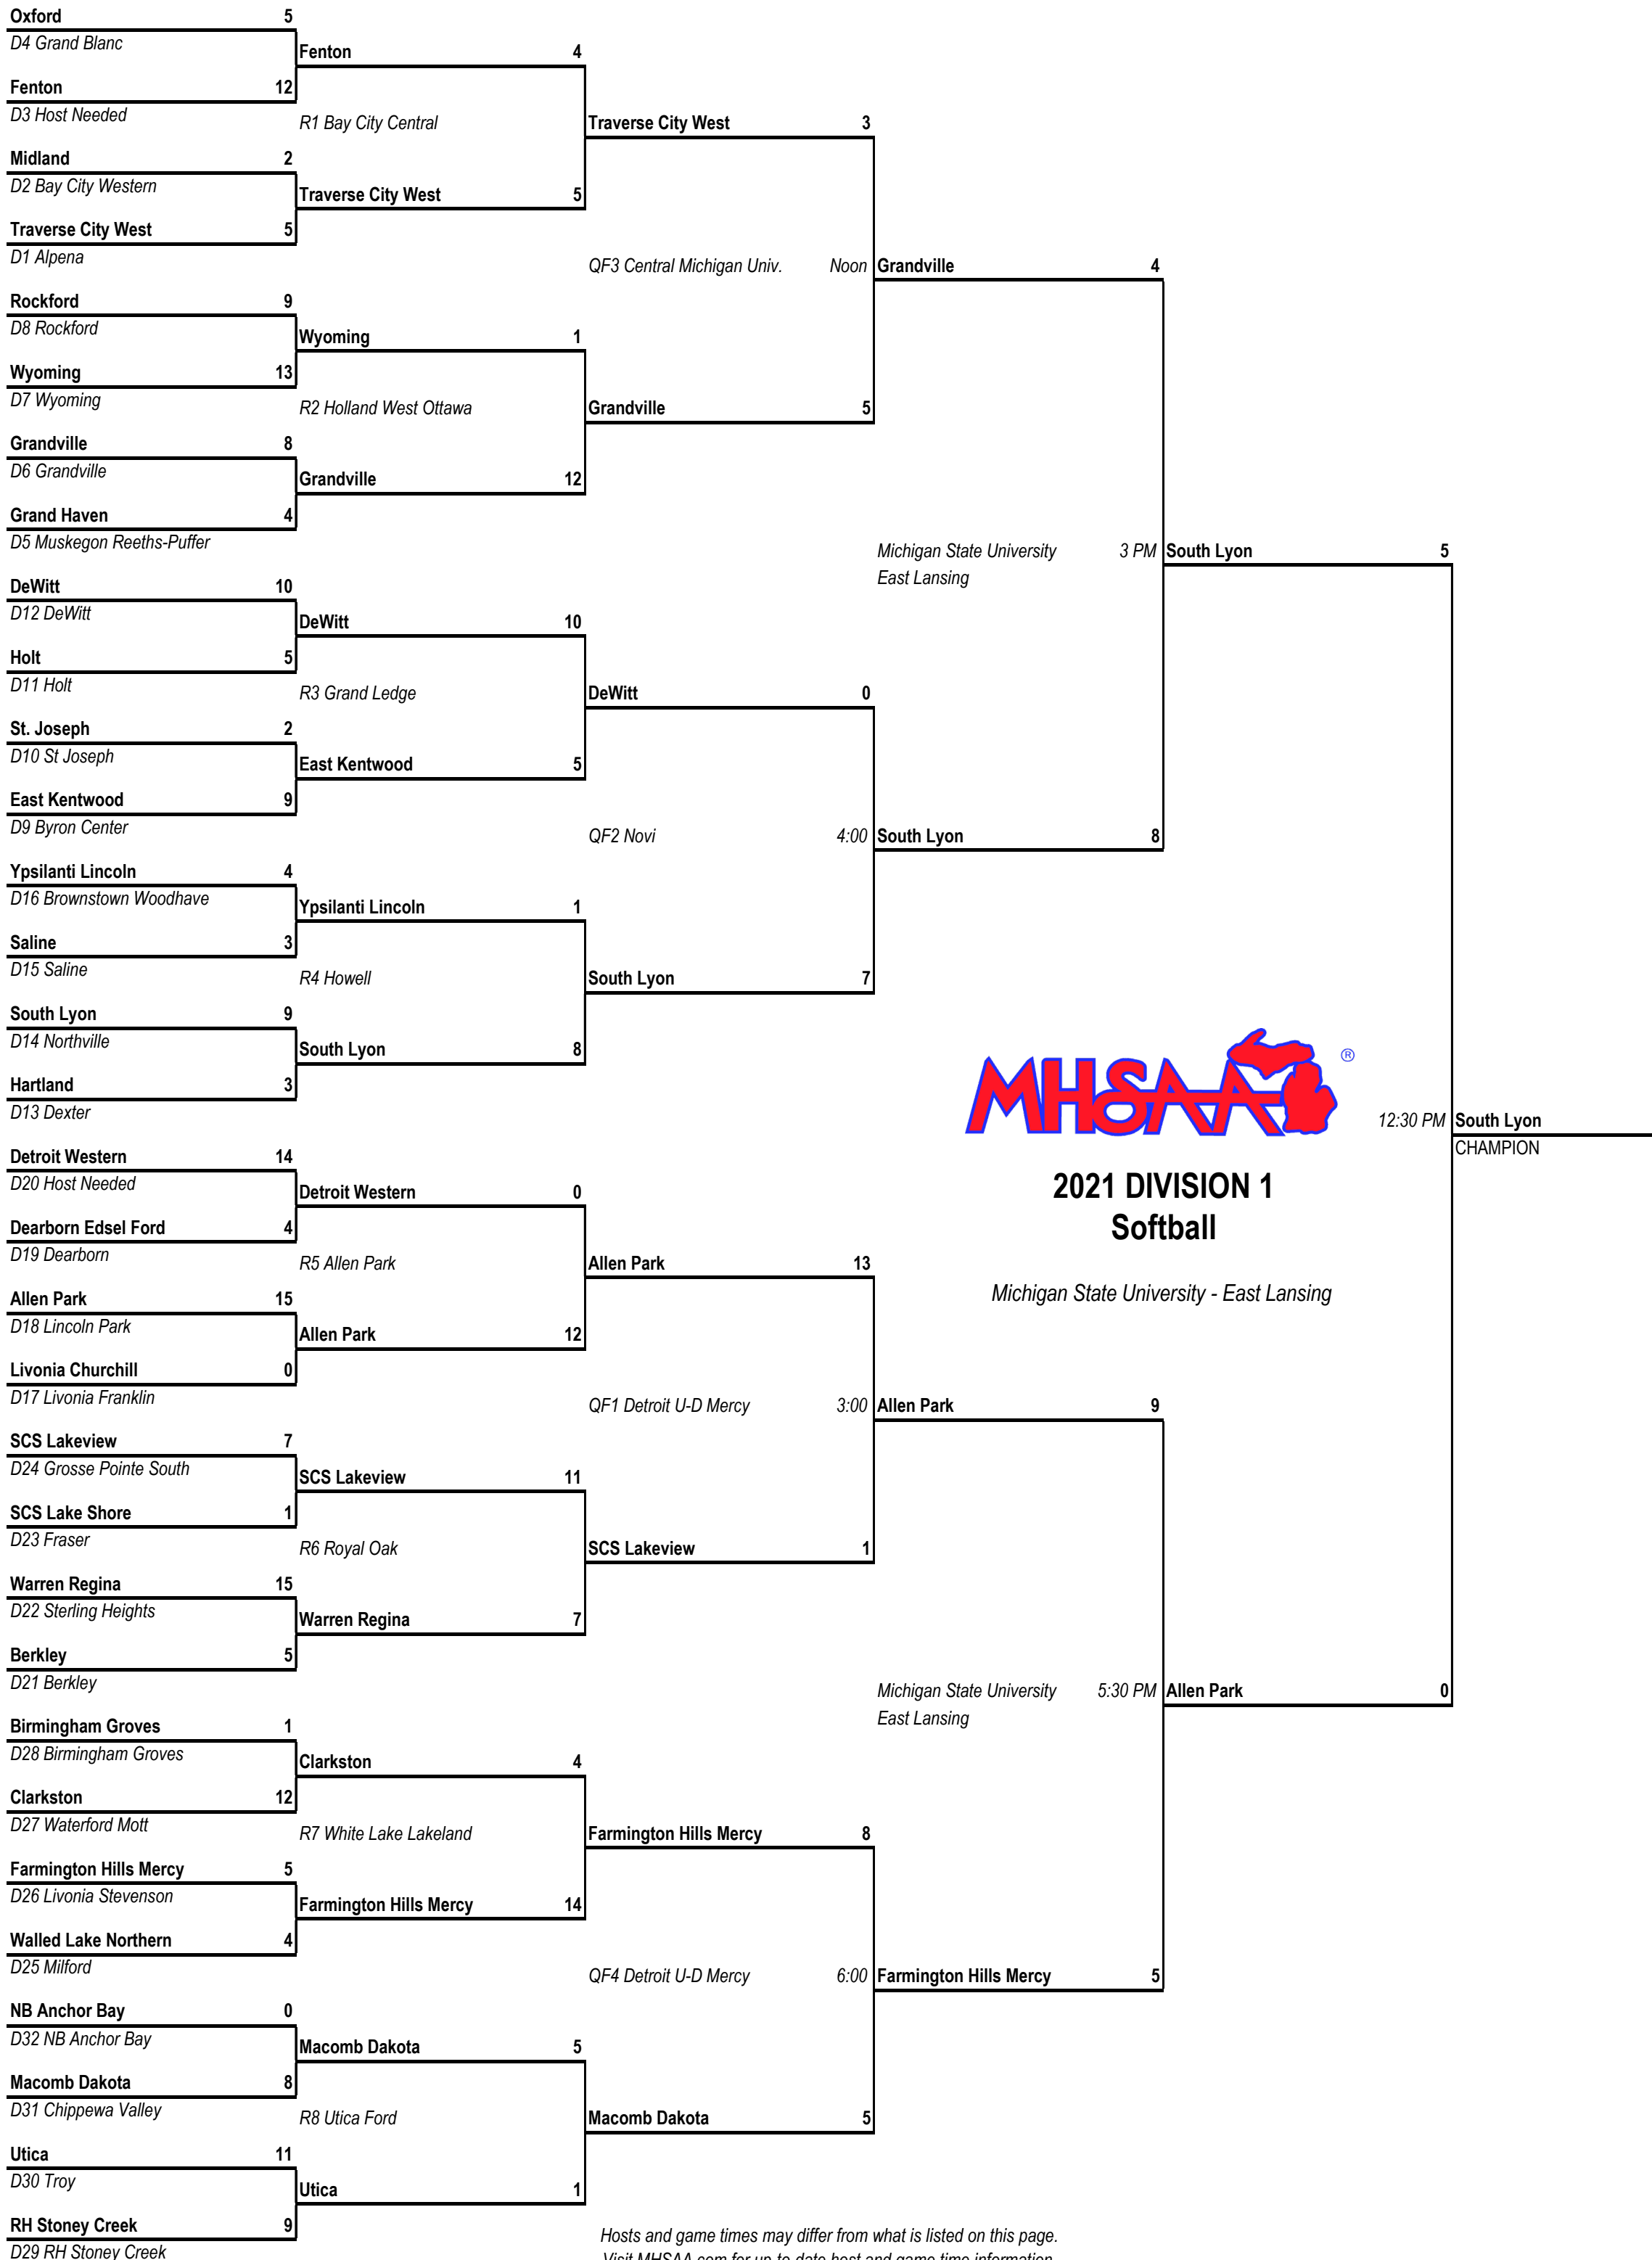 Oxford 5
D4 Grand Blanc
Fenton 4
Fenton 12
D3 Host Needed
R1 Bay City Central
Traverse City West 3
Midland 2
D2 Bay City Western
Traverse City West 5
Traverse City West 5
D1 Alpena
QF3 Central Michigan Univ. Noon
Grandville 4
Rockford 9
D8 Rockford
Wyoming 1
Wyoming 13
D7 Wyoming
R2 Holland West Ottawa
Grandville 5
Grandville 8
D6 Grandville
Grandville 12
Grand Haven 4
D5 Muskegon Reeths-Puffer
Michigan State University 3 PM
East Lansing
South Lyon 5
DeWitt 10
D12 DeWitt
DeWitt 10
Holt 5
D11 Holt
R3 Grand Ledge
DeWitt 0
St. Joseph 2
D10 St Joseph
East Kentwood 5
East Kentwood 9
D9 Byron Center
QF2 Novi 4:00
South Lyon 8
Ypsilanti Lincoln 4
D16 Brownstown Woodhave
Ypsilanti Lincoln 1
Saline 3
D15 Saline
R4 Howell
South Lyon 7
South Lyon 9
D14 Northville
South Lyon 8
Hartland 3
D13 Dexter
MHSAA ®
12:30 PM
South Lyon
CHAMPION
2021 DIVISION 1
Softball
Michigan State University - East Lansing
Detroit Western 14
D20 Host Needed
Detroit Western 0
Dearborn Edsel Ford 4
D19 Dearborn
R5 Allen Park
Allen Park 13
Allen Park 15
D18 Lincoln Park
Allen Park 12
Livonia Churchill 0
D17 Livonia Franklin
QF1 Detroit U-D Mercy 3:00
Allen Park 9
SCS Lakeview 7
D24 Grosse Pointe South
SCS Lakeview 11
SCS Lake Shore 1
D23 Fraser
R6 Royal Oak
SCS Lakeview 1
Warren Regina 15
D22 Sterling Heights
Warren Regina 7
Berkley 5
D21 Berkley
Michigan State University 5:30 PM
East Lansing
Allen Park 0
Birmingham Groves 1
D28 Birmingham Groves
Clarkston 4
Clarkston 12
D27 Waterford Mott
R7 White Lake Lakeland
Farmington Hills Mercy 8
Farmington Hills Mercy 5
D26 Livonia Stevenson
Farmington Hills Mercy 14
Walled Lake Northern 4
D25 Milford
QF4 Detroit U-D Mercy 6:00
Farmington Hills Mercy 5
NB Anchor Bay 0
D32 NB Anchor Bay
Macomb Dakota 5
Macomb Dakota 8
D31 Chippewa Valley
R8 Utica Ford
Macomb Dakota 5
Utica 11
D30 Troy
Utica 1
RH Stoney Creek 9
D29 RH Stoney Creek
Hosts and game times may differ from what is listed on this page.
Visit MHSAA.com for up to date host and game time information